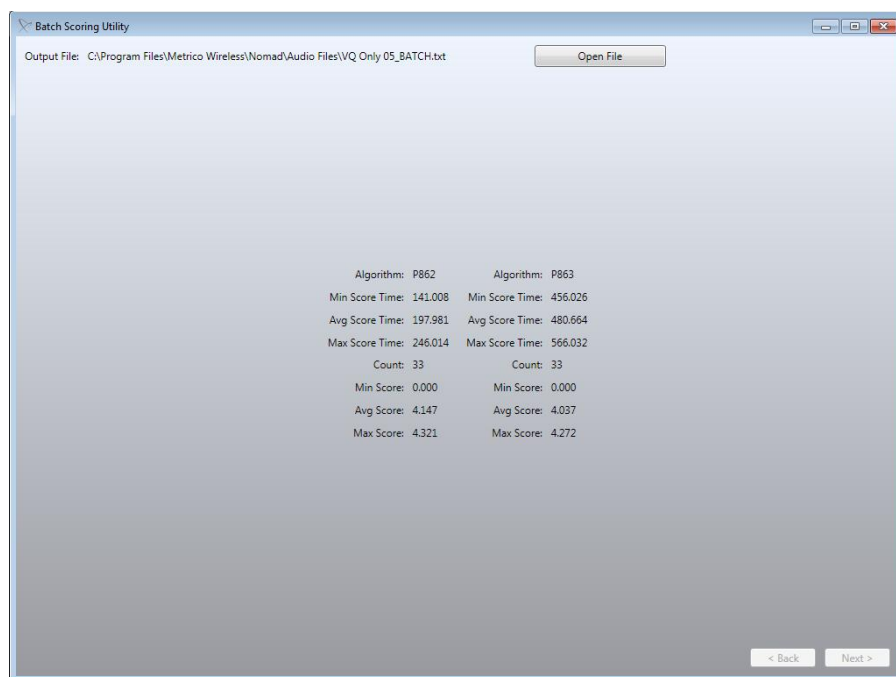 Batch Scoring Utility
Output File: C:\Program Files\Metrico Wireless\Nomad\Audio Files\VQ Only 05_BATCH.txt Open File
Algorithm: P862 Algorithm: P863
Min Score Time: 141.008 Min Score Time: 456.026
Avg Score Time: 197.981 Avg Score Time: 480.664
Max Score Time: 246.014 Max Score Time: 566.032
Count: 33 Count: 33
Min Score: 0.000 Min Score: 0.000
Avg Score: 4.147 Avg Score: 4.037
Max Score: 4.321 Max Score: 4.272
< Back Next >